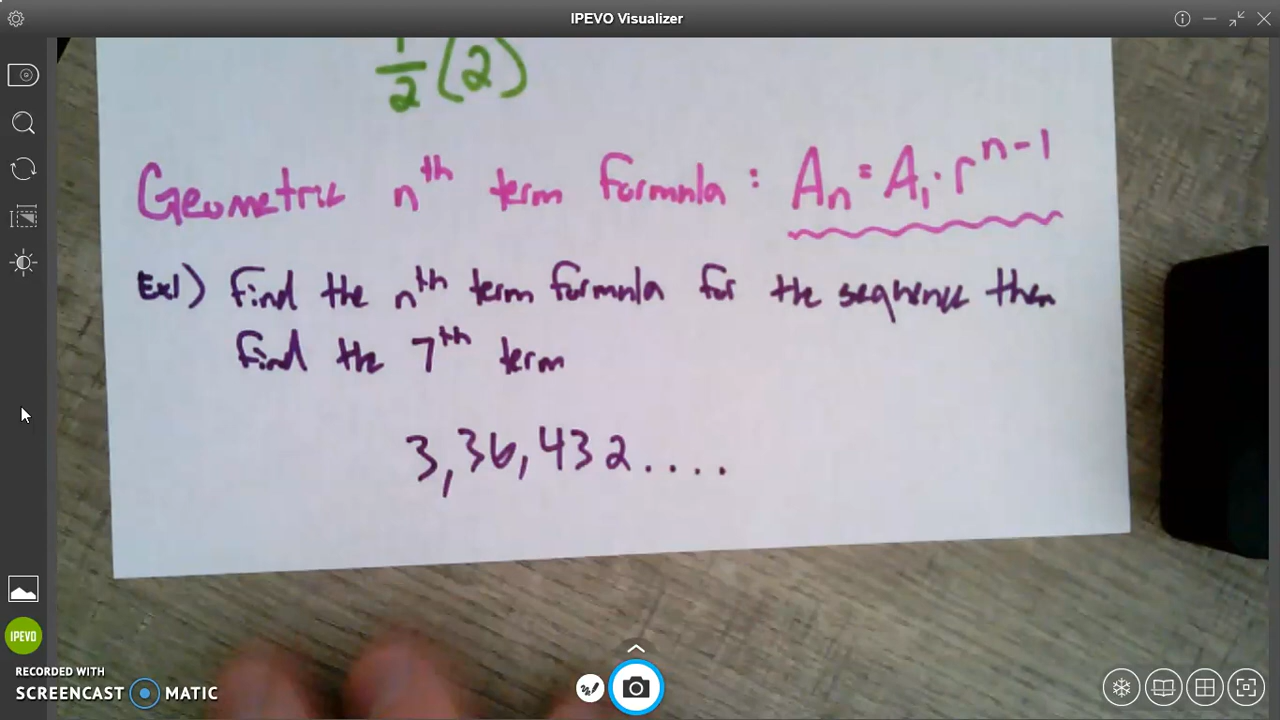 IPEVO Visualizer
1/2 (2)
Geometric nth term formula : An = A1 · r^n-1
Ex1) Find the nth term formula for the sequence then
find the 7th term
3, 36, 432 . . . .
IPEVO
RECORDED WITH
SCREENCAST MATIC